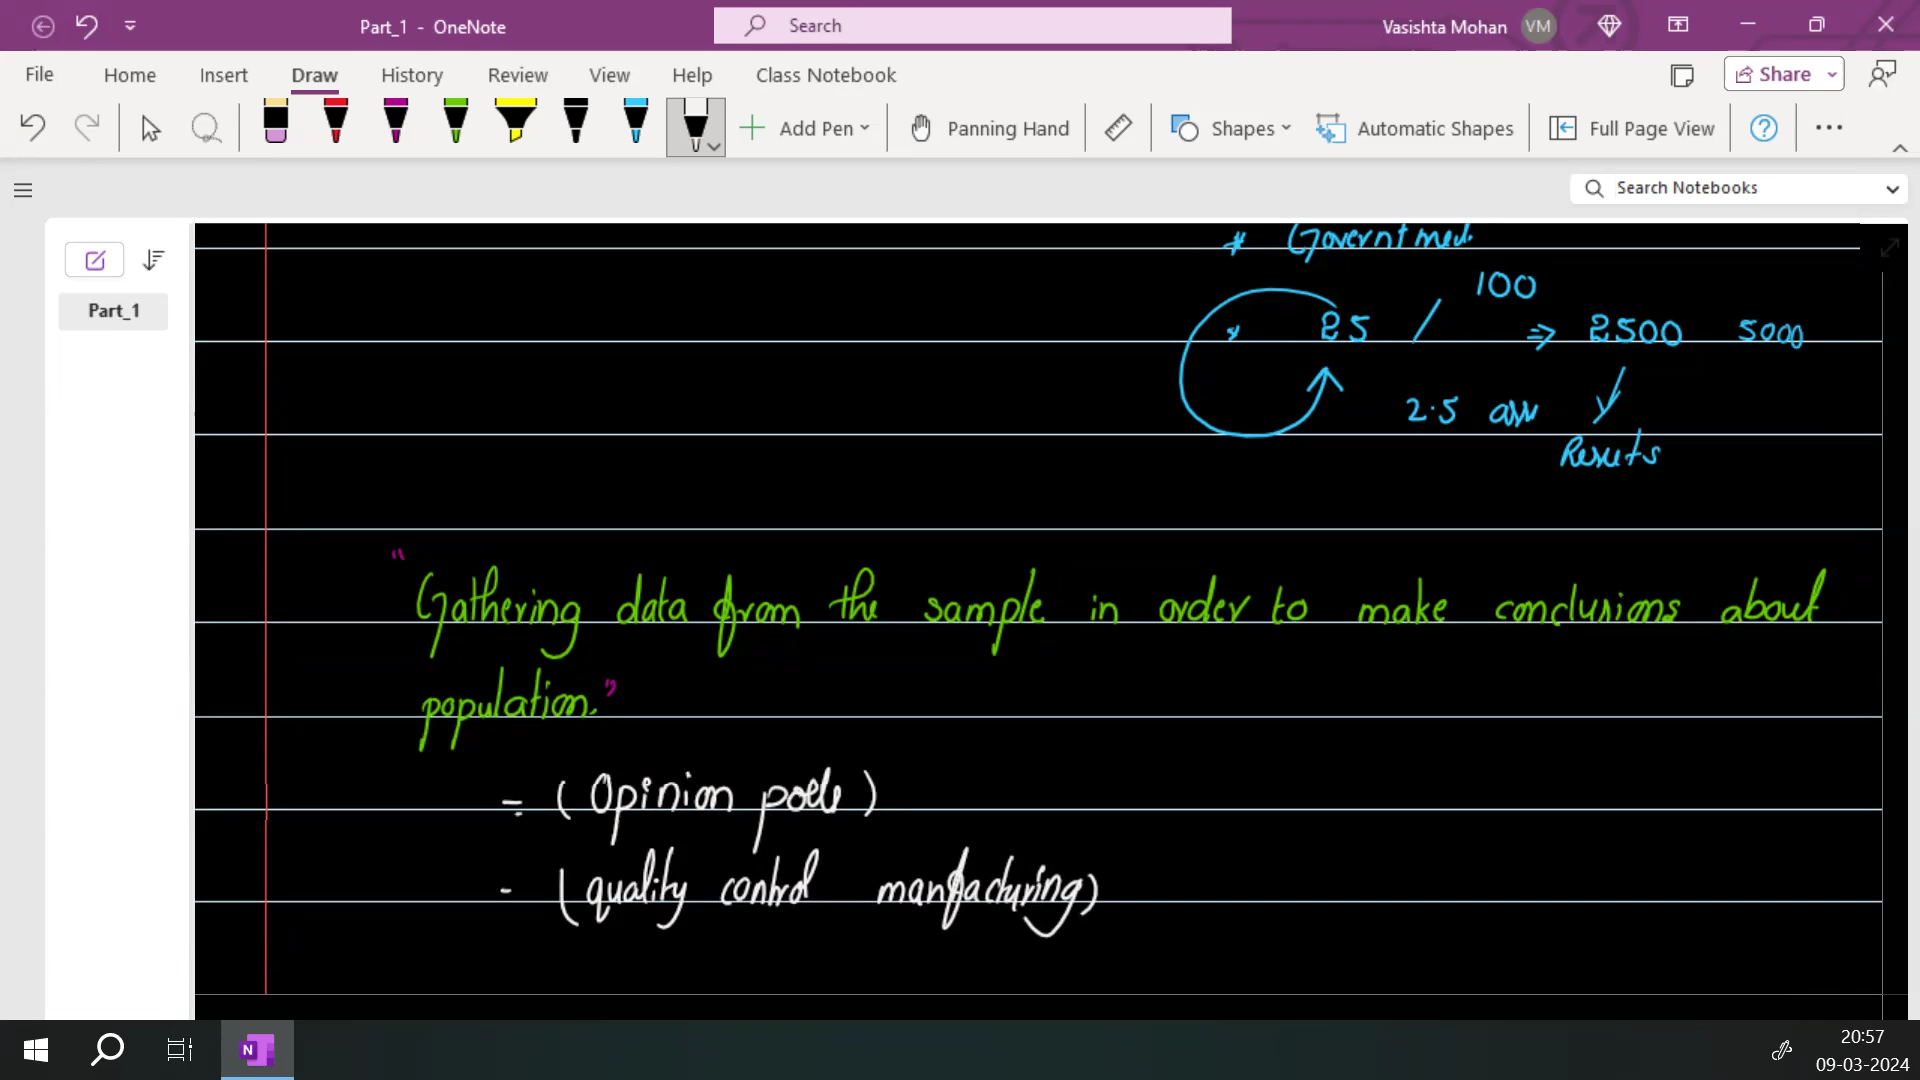 Part_1 - OneNote
Search
Vasishta Mohan VM
File Home Insert Draw History Review View Help Class Notebook
Share
Add Pen Panning Hand Shapes Automatic Shapes Full Page View
Search Notebooks
Part_1
* Governtmed.
100
* 25 / ⇒ 2500 5000
2.5
Results
"Gathering data from the sample in order to make conclusions about
population."
= (Opinion polls)
- (quality control manfacturing)
20:57
09-03-2024